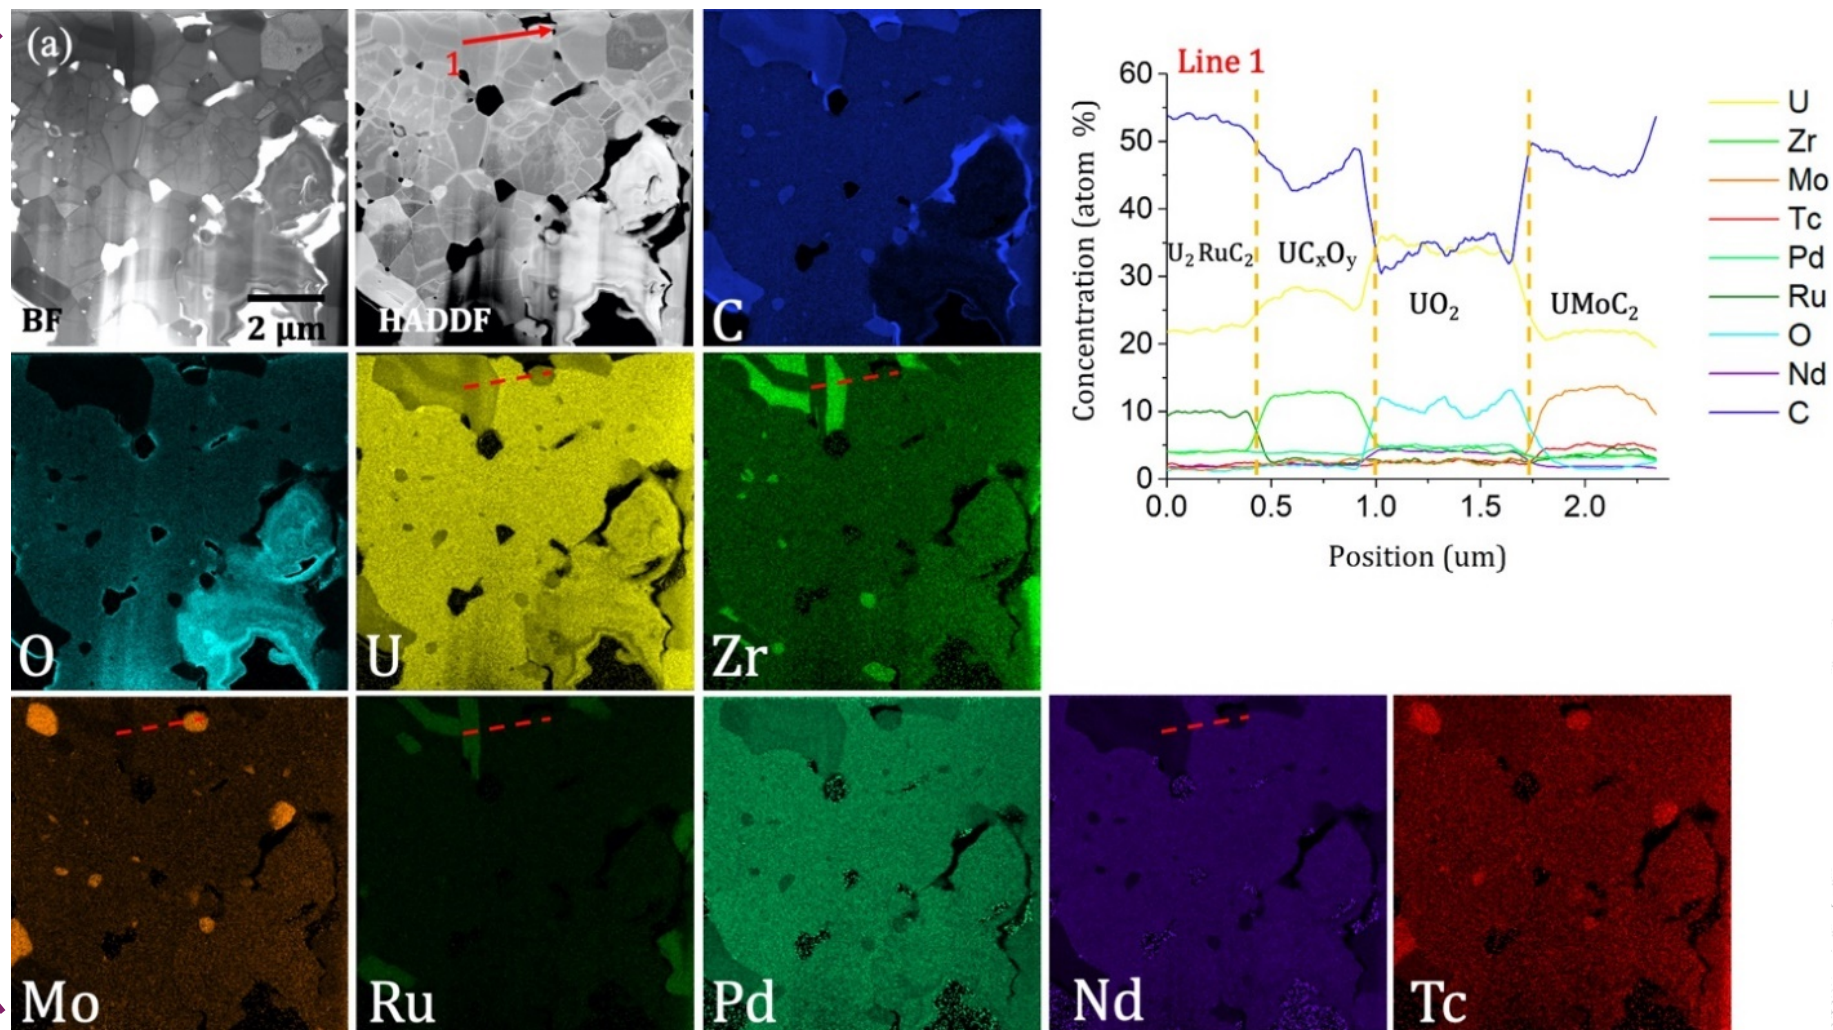 (a)
BF
2 μm
1
HADDF
C
O
U
Zr
Mo
Ru
Pd
Nd
Tc
Line 1
Concentration (atom %)
60
50
40
30
20
10
0
U₂RuC₂
UCₓOᵧ
UO₂
UMoC₂
0.0 0.5 1.0 1.5 2.0
Position (um)
U
Zr
Mo
Tc
Pd
Ru
O
Nd
C